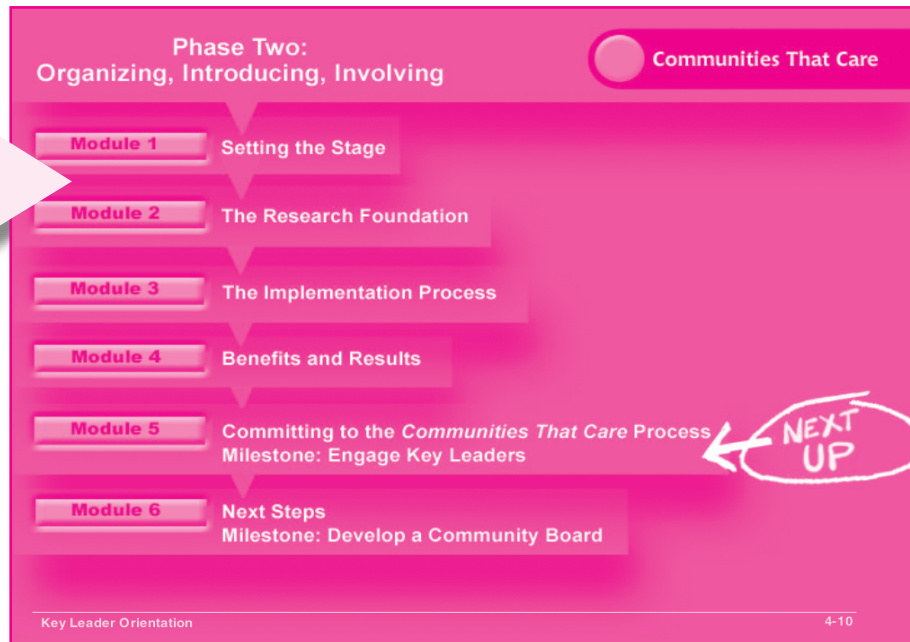 Phase Two:
Organizing, Introducing, Involving
Communities That Care
Module 1
Setting the Stage
Module 2
The Research Foundation
Module 3
The Implementation Process
Module 4
Benefits and Results
Module 5
Committing to the Communities That Care Process
Milestone: Engage Key Leaders
NEXT
UP
Module 6
Next Steps
Milestone: Develop a Community Board
Key Leader Orientation
4-10